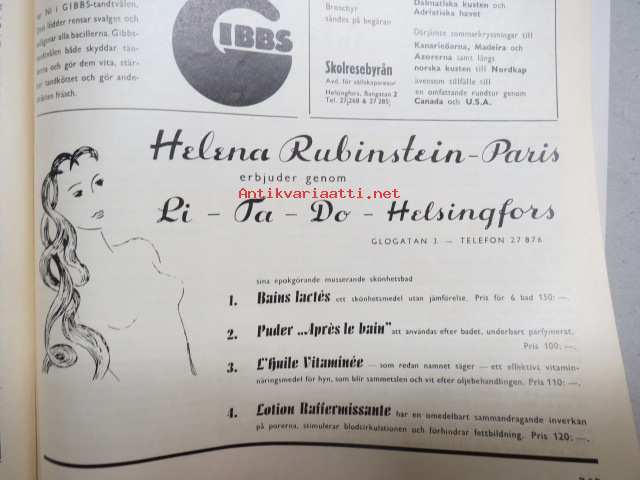 Ni i GIBBS-tandtvålen.
lödder rensar svalget och
alla bacillerna. Gibbs-
både skyddar tän-
och gör dem vita, stär-
tandköttet och gör ande-
fräsch.
GIBBS
Broschyr
sändes på begäran
Skolresebyrån
Avd. för sällskapsresor
Helsingfors, Bangatan 2
Tel. 27 268 & 27 285
Dalmatiska kusten och
Adriatiska havet
sommarkryssningar till
Kanarieöarna, Madeira och
Azorerna samt längs
norska kusten till Nordkap
ävensom tillfälle till
en omfattande rundtur genom
Canada och U.S.A.
Helena Rubinstein-Paris
erbjuder genom
Antikvariaatti.net
Li - Ta - Do - Helsingfors
GLOGATAN 3. — TELEFON 27 876
sina epokgörande musserande skönhetsbad
1. Bains lactés ett skönhetsmedel utan jämförelse. Pris för 6 bad 150: —.
2. Puder „Après le bain” att användas efter badet, underbart parfymerat.
Pris 100: —.
3. L'Huile Vitaminée — som redan namnet säger — ett effektivt vitamin-
näringsmedel för hyn, som blir sammetslen och vit efter oljebehandlingen. Pris 110: —.
4. Lotion Raffermissante har en omedelbart sammandragande inverkan
på porerna, stimulerar blodscirkulationen och förhindrar fettbildning. Pris 120: —.